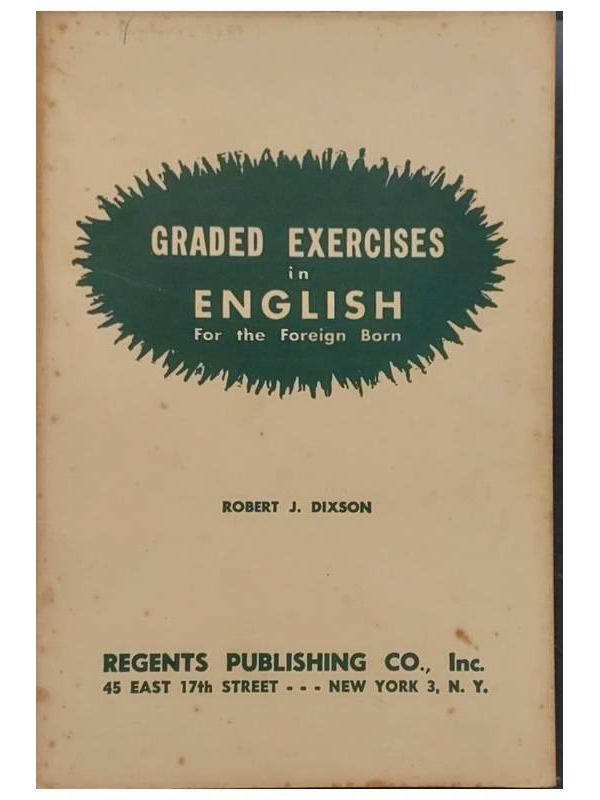 GRADED EXERCISES
in
ENGLISH
For the Foreign Born
ROBERT J. DIXSON
REGENTS PUBLISHING CO., Inc.
45 EAST 17th STREET - - - NEW YORK 3, N. Y.